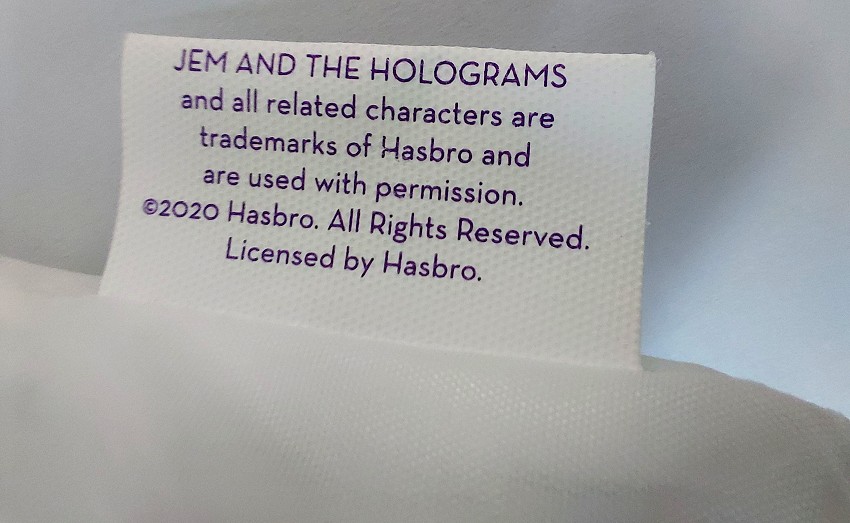 JEM AND THE HOLOGRAMS
and all related characters are
trademarks of Hasbro and
are used with permission.
©2020 Hasbro. All Rights Reserved.
Licensed by Hasbro.